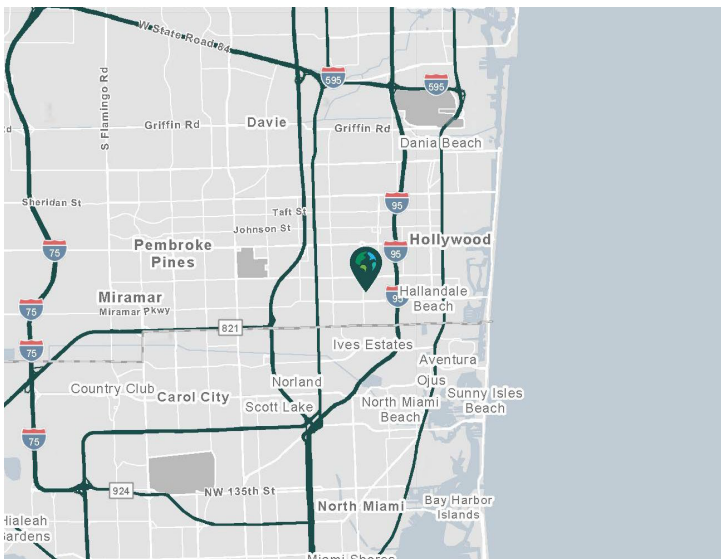 W State Road 84
595
595
S Flamingo Rd
Griffin Rd
Davie
Griffin Rd
Rd
Dania Beach
Sheridan St
95
Taft St
Johnson St
Hollywood
Pembroke
Pines
75
95
Miramar
Miramar Pkwy
Hallandale
Beach
95
75
821
Ives Estates
75
Aventura
Country Club
Norland
Ojus
Carol City
Scott Lake
North Miami
Beach
Sunny Isles
Beach
75
924
NW 135th St
North Miami
Bay Harbor
Islands
Hialeah
Gardens
Miami Shores